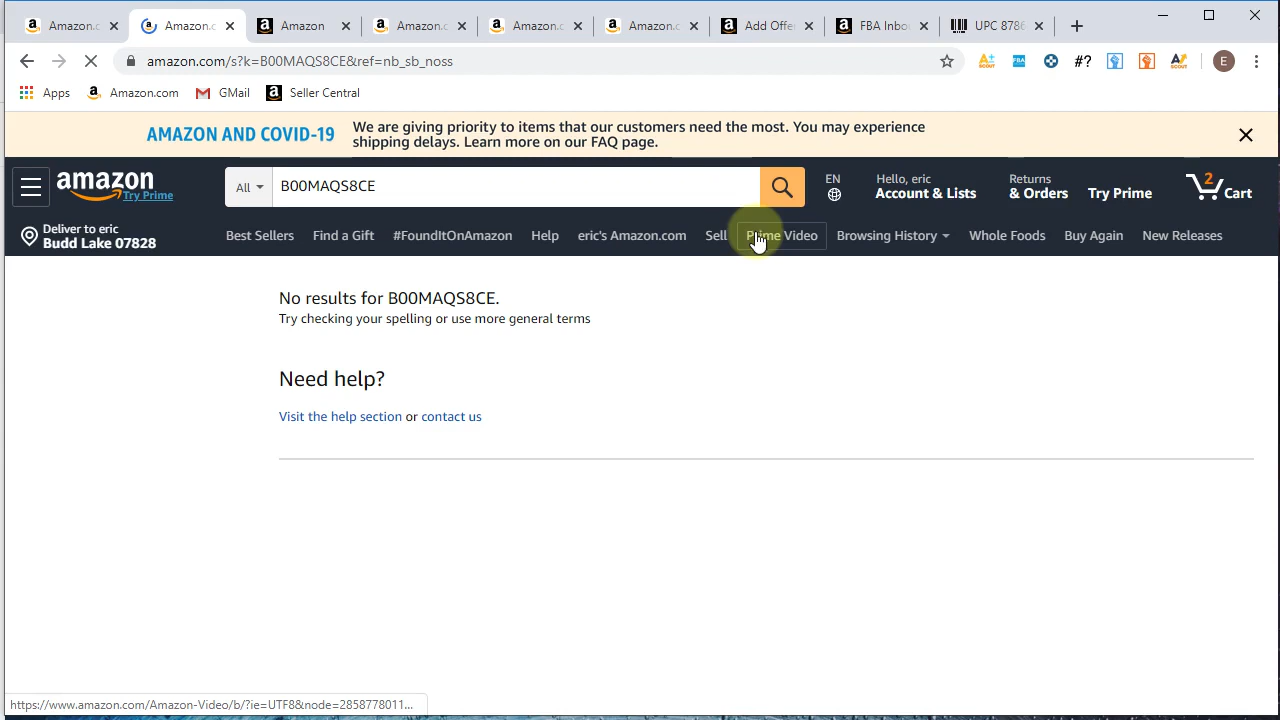 Amazon.c
Amazon.c
Amazon
Amazon.c
Amazon.c
Amazon.c
Add Offer
FBA Inbou
UPC 8786
amazon.com/s?k=B00MAQS8CE&ref=nb_sb_noss
#?
E
Apps
Amazon.com
GMail
Seller Central
AMAZON AND COVID-19
We are giving priority to items that our customers need the most. You may experience
shipping delays. Learn more on our FAQ page.
amazon
Try Prime
All
B00MAQS8CE
EN
Hello, eric
Account & Lists
Returns
& Orders
Try Prime
2
Cart
Deliver to eric
Budd Lake 07828
Best Sellers
Find a Gift
#FoundItOnAmazon
Help
eric's Amazon.com
Sell
Prime Video
Browsing History
Whole Foods
Buy Again
New Releases
No results for B00MAQS8CE.
Try checking your spelling or use more general terms
Need help?
Visit the help section or contact us
https://www.amazon.com/Amazon-Video/b/?ie=UTF8&node=2858778011...